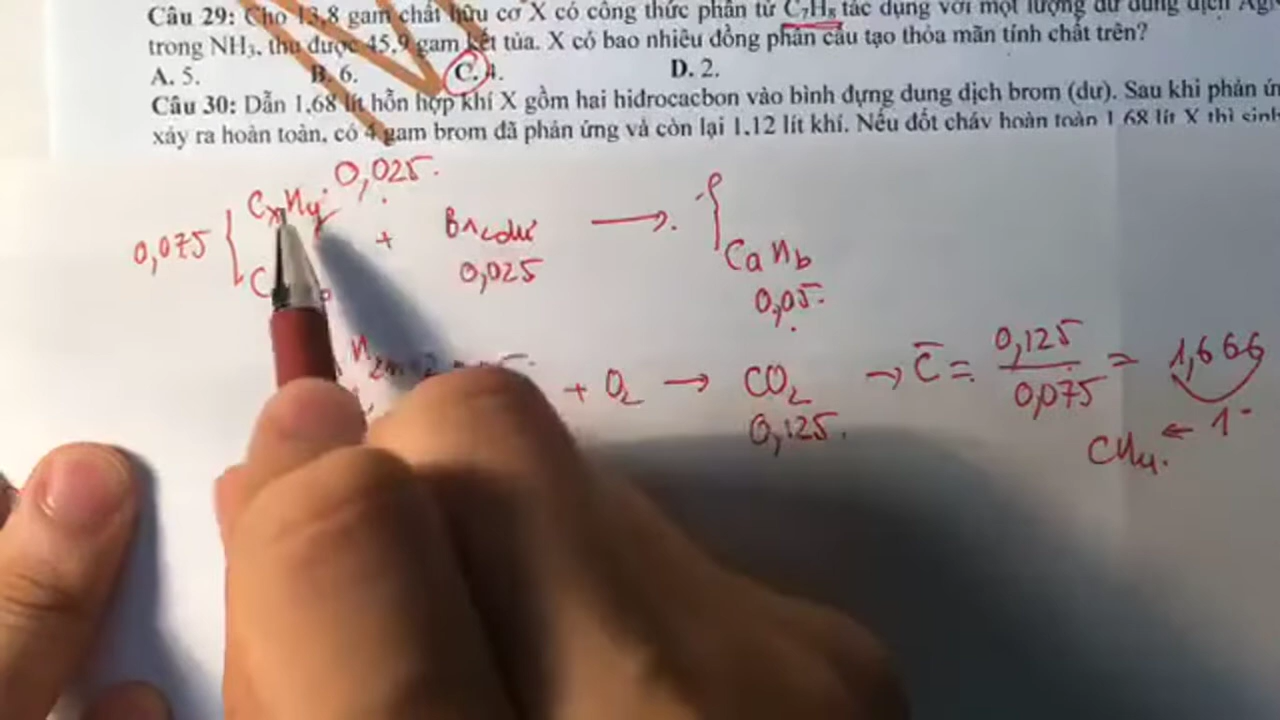 Câu 29: Cho 13,8 gam chất hữu cơ X có công thức phân tử C₇H₈ tác dụng với một lượng dư dung dịch
trong NH₃, thu được 45,9 gam kết tủa. X có bao nhiêu đồng phân cấu tạo thỏa mãn tính chất trên?
A. 5. B. 6. C. 4. D. 2.
Câu 30: Dẫn 1,68 lít hỗn hợp khí X gồm hai hiđrocacbon vào bình đựng dung dịch brom (dư). Sau khi phản
xảy ra hoàn toàn, có 4 gam brom đã phản ứng và còn lại 1,12 lít khí. Nếu đốt cháy hoàn toàn 1,68 lít X thì sinh
0,025.
0,075 { CxHy + Br₂ dư → {
0,025 CaHb
0,05.
+ O₂ → CO₂ → C̄ = 0,125 / 0,075 = 1,666
0,125. CH₄. ← 1